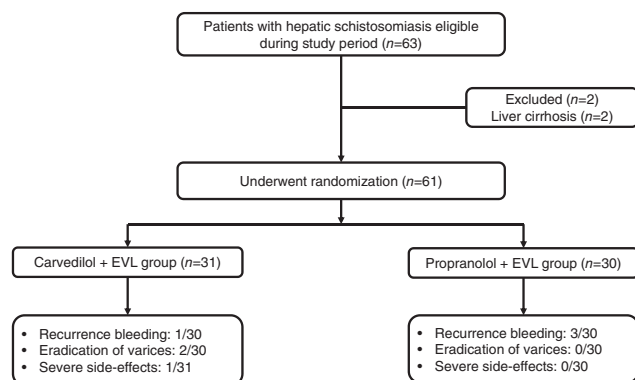 Patients with hepatic schistosomiasis eligible
during study period (n=63)
Excluded (n=2)
Liver cirrhosis (n=2)
Underwent randomization (n=61)
Carvedilol + EVL group (n=31)
Propranolol + EVL group (n=30)
• Recurrence bleeding: 1/30
• Eradication of varices: 2/30
• Severe side-effects: 1/31
• Recurrence bleeding: 3/30
• Eradication of varices: 0/30
• Severe side-effects: 0/30